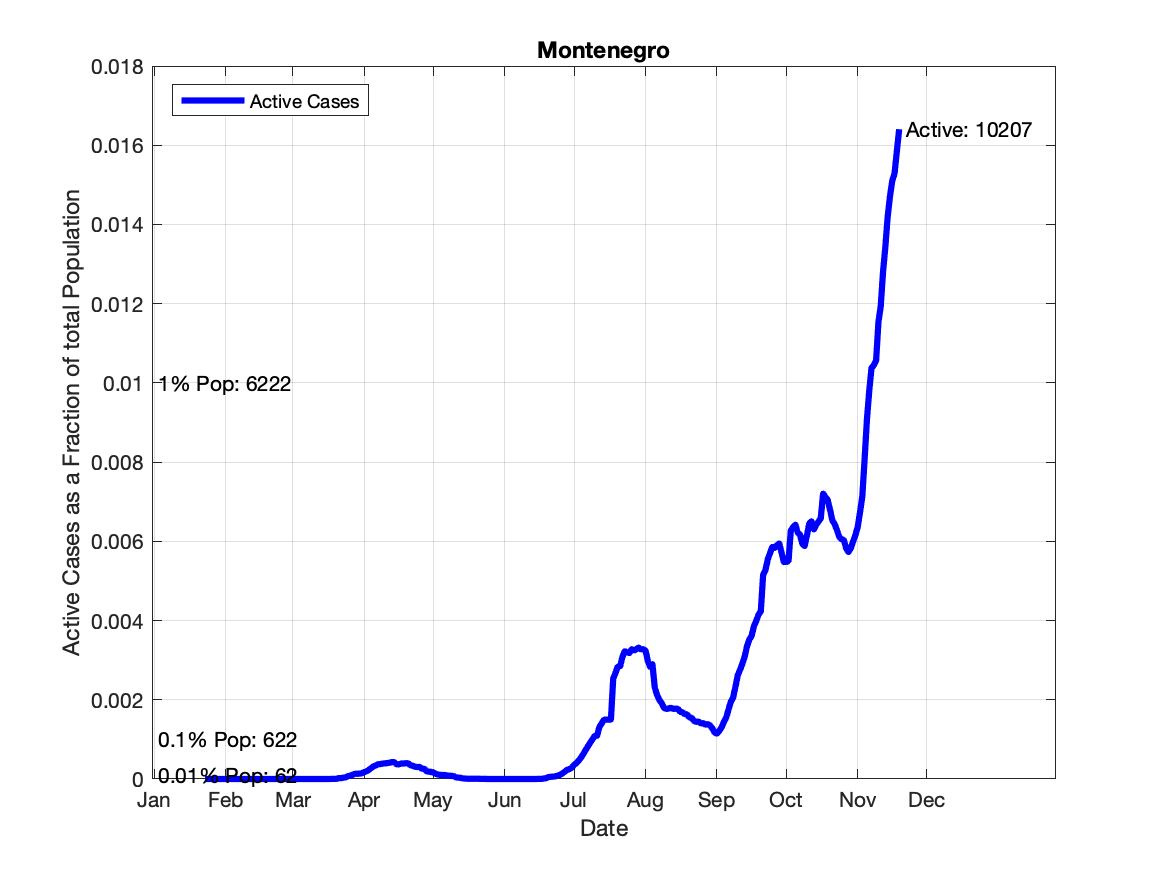 Montenegro
Active Cases
Active: 10207
1% Pop: 6222
0.1% Pop: 622
0.01% Pop: 62
Active Cases as a Fraction of total Population
0.018
0.016
0.014
0.012
0.01
0.008
0.006
0.004
0.002
0
Jan Feb Mar Apr May Jun Jul Aug Sep Oct Nov Dec
Date